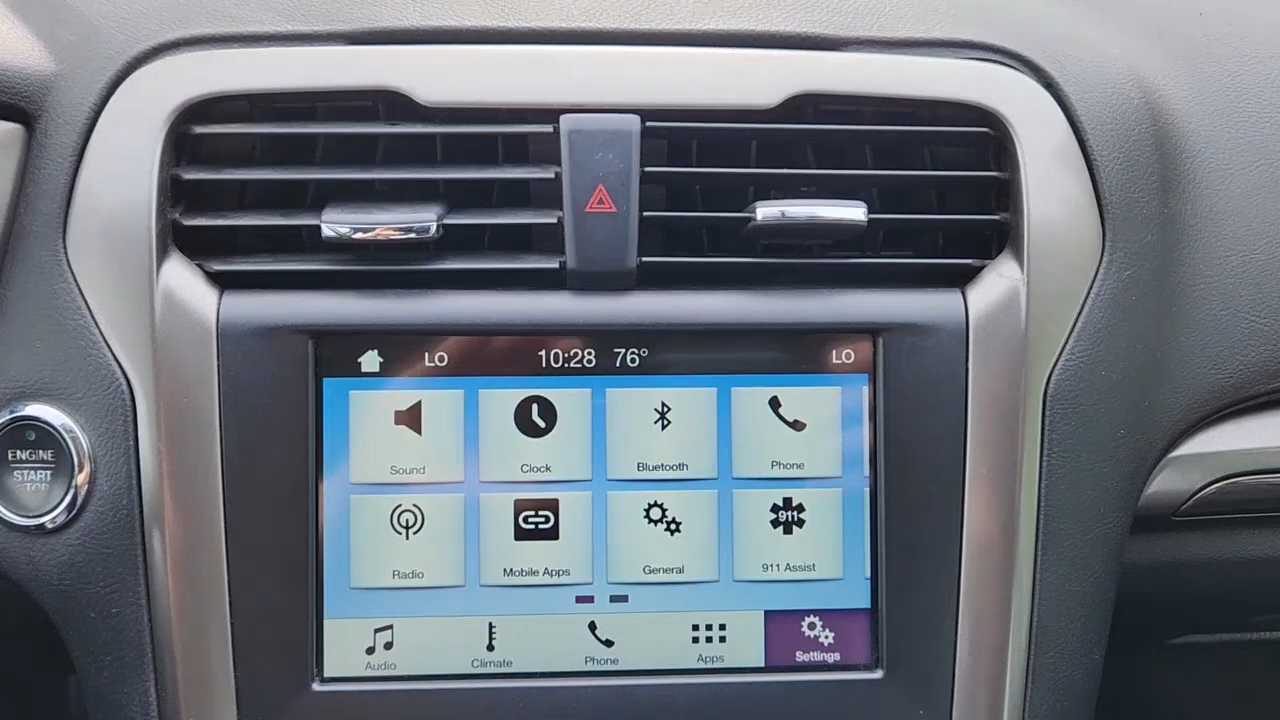 LO 10:28 76° LO
Sound Clock Bluetooth Phone
911
Radio Mobile Apps General 911 Assist
Audio Climate Phone Apps Settings
ENGINE
START
STOP